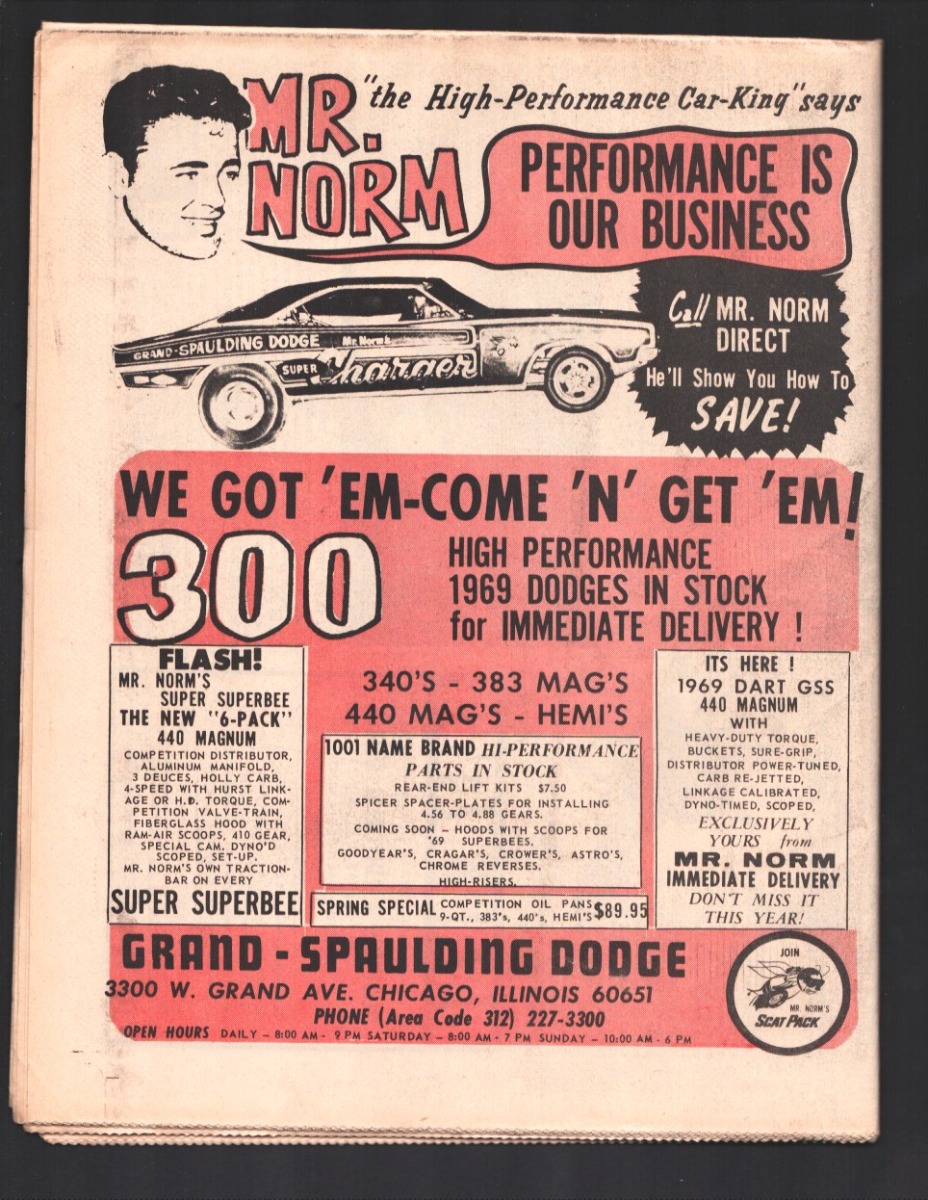 MR. NORM
"the High-Performance Car-King" says
PERFORMANCE IS
OUR BUSINESS
GRAND-SPAULDING DODGE Mr. Norm's
SUPER Charger
Call MR. NORM
DIRECT
He'll Show You How To
SAVE!
WE GOT 'EM-COME 'N' GET 'EM!
300
HIGH PERFORMANCE
1969 DODGES IN STOCK
for IMMEDIATE DELIVERY !
FLASH!
MR. NORM'S
SUPER SUPERBEE
THE NEW "6-PACK"
440 MAGNUM
COMPETITION DISTRIBUTOR,
ALUMINUM MANIFOLD,
3 DEUCES, HOLLY CARB,
4-SPEED WITH HURST LINK-
AGE OR H.D. TORQUE, COM-
PETITION VALVE-TRAIN,
FIBERGLASS HOOD WITH
RAM-AIR SCOOPS, 410 GEAR,
SPECIAL CAM. DYNO'D
SCOPED, SET-UP.
MR. NORM'S OWN TRACTION-
BAR ON EVERY
SUPER SUPERBEE
340'S - 383 MAG'S
440 MAG'S - HEMI'S
1001 NAME BRAND HI-PERFORMANCE
PARTS IN STOCK
REAR-END LIFT KITS $7.50
SPICER SPACER-PLATES FOR INSTALLING
4.56 TO 4.88 GEARS.
COMING SOON - HOODS WITH SCOOPS FOR
'69 SUPERBEES.
GOODYEAR'S, CRAGAR'S, CROWER'S, ASTRO'S,
CHROME REVERSES.
HIGH-RISERS.
SPRING SPECIAL COMPETITION OIL PANS
9-QT., 383's, 440's, HEMI'S $89.95
ITS HERE !
1969 DART GSS
440 MAGNUM
WITH
HEAVY-DUTY TORQUE,
BUCKETS, SURE-GRIP,
DISTRIBUTOR POWER-TUNED,
CARB RE-JETTED,
LINKAGE CALIBRATED,
DYNO-TIMED, SCOPED,
EXCLUSIVELY
YOURS from
MR. NORM
IMMEDIATE DELIVERY
DON'T MISS IT
THIS YEAR!
GRAND - SPAULDING DODGE
3300 W. GRAND AVE. CHICAGO, ILLINOIS 60651
PHONE (Area Code 312) 227-3300
OPEN HOURS DAILY - 8:00 AM - 9 PM SATURDAY - 8:00 AM - 7 PM SUNDAY - 10:00 AM - 6 PM
JOIN
MR. NORM'S
SCAT PACK